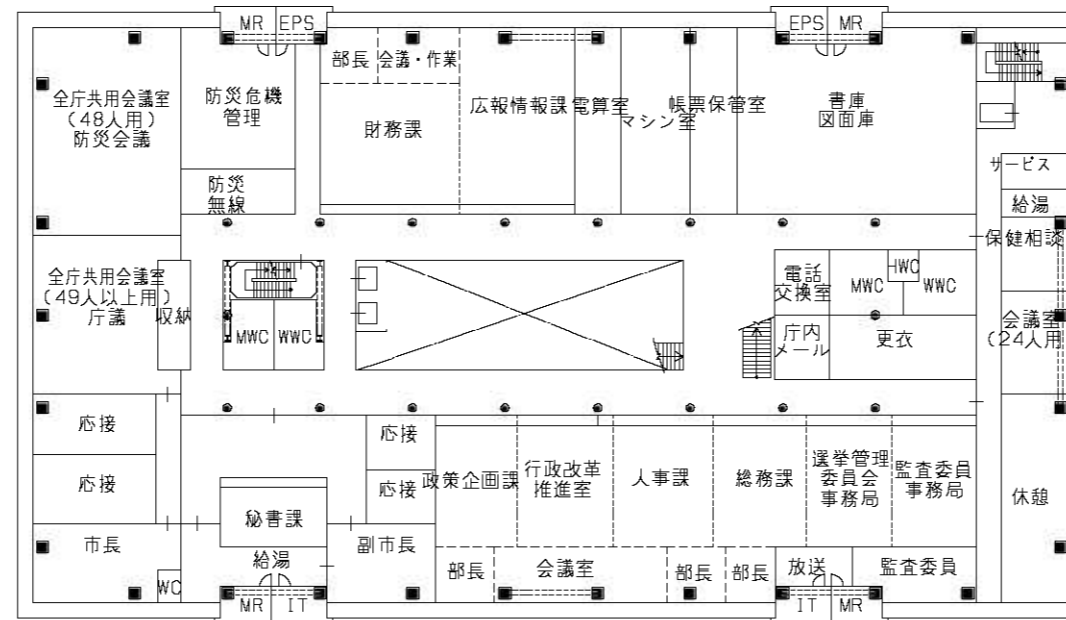 MR EPS
EPS MR
部長
会議・作業
全庁共用会議室
(48人用)
防災会議
防災危機
管理
財務課
広報情報課
電算室
マシン室
帳票保管室
書庫
図面庫
サービス
防災
無線
給湯
保健相談
全庁共用会議室
(49人以上用)
庁議
収納
MWC WWC
電話
交換室
MWC
HWC
WWC
庁内
メール
更衣
会議室
(24人用
応接
応接
応接
応接
政策企画課
行政改革
推進室
人事課
総務課
選挙管理
委員会
事務局
監査委員
事務局
休憩
秘書課
市長
給湯
副市長
WC
部長
会議室
部長
部長
放送
監査委員
MR IT
IT MR